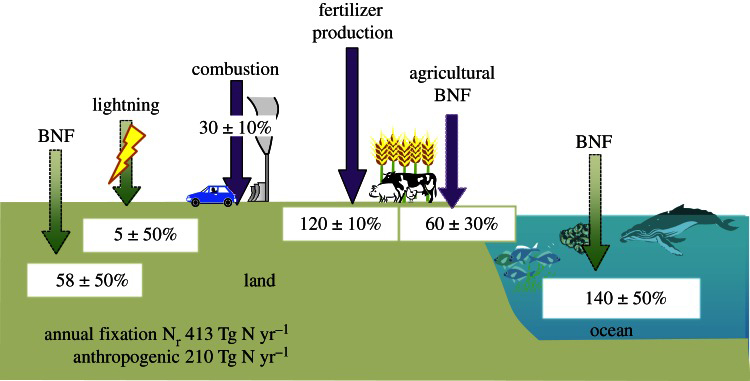 fertilizer
production
combustion
agricultural
BNF
lightning
BNF
BNF
30 ± 10%
5 ± 50%
120 ± 10%
60 ± 30%
58 ± 50%
land
140 ± 50%
ocean
annual fixation Nr 413 Tg N yr–1
anthropogenic 210 Tg N yr–1